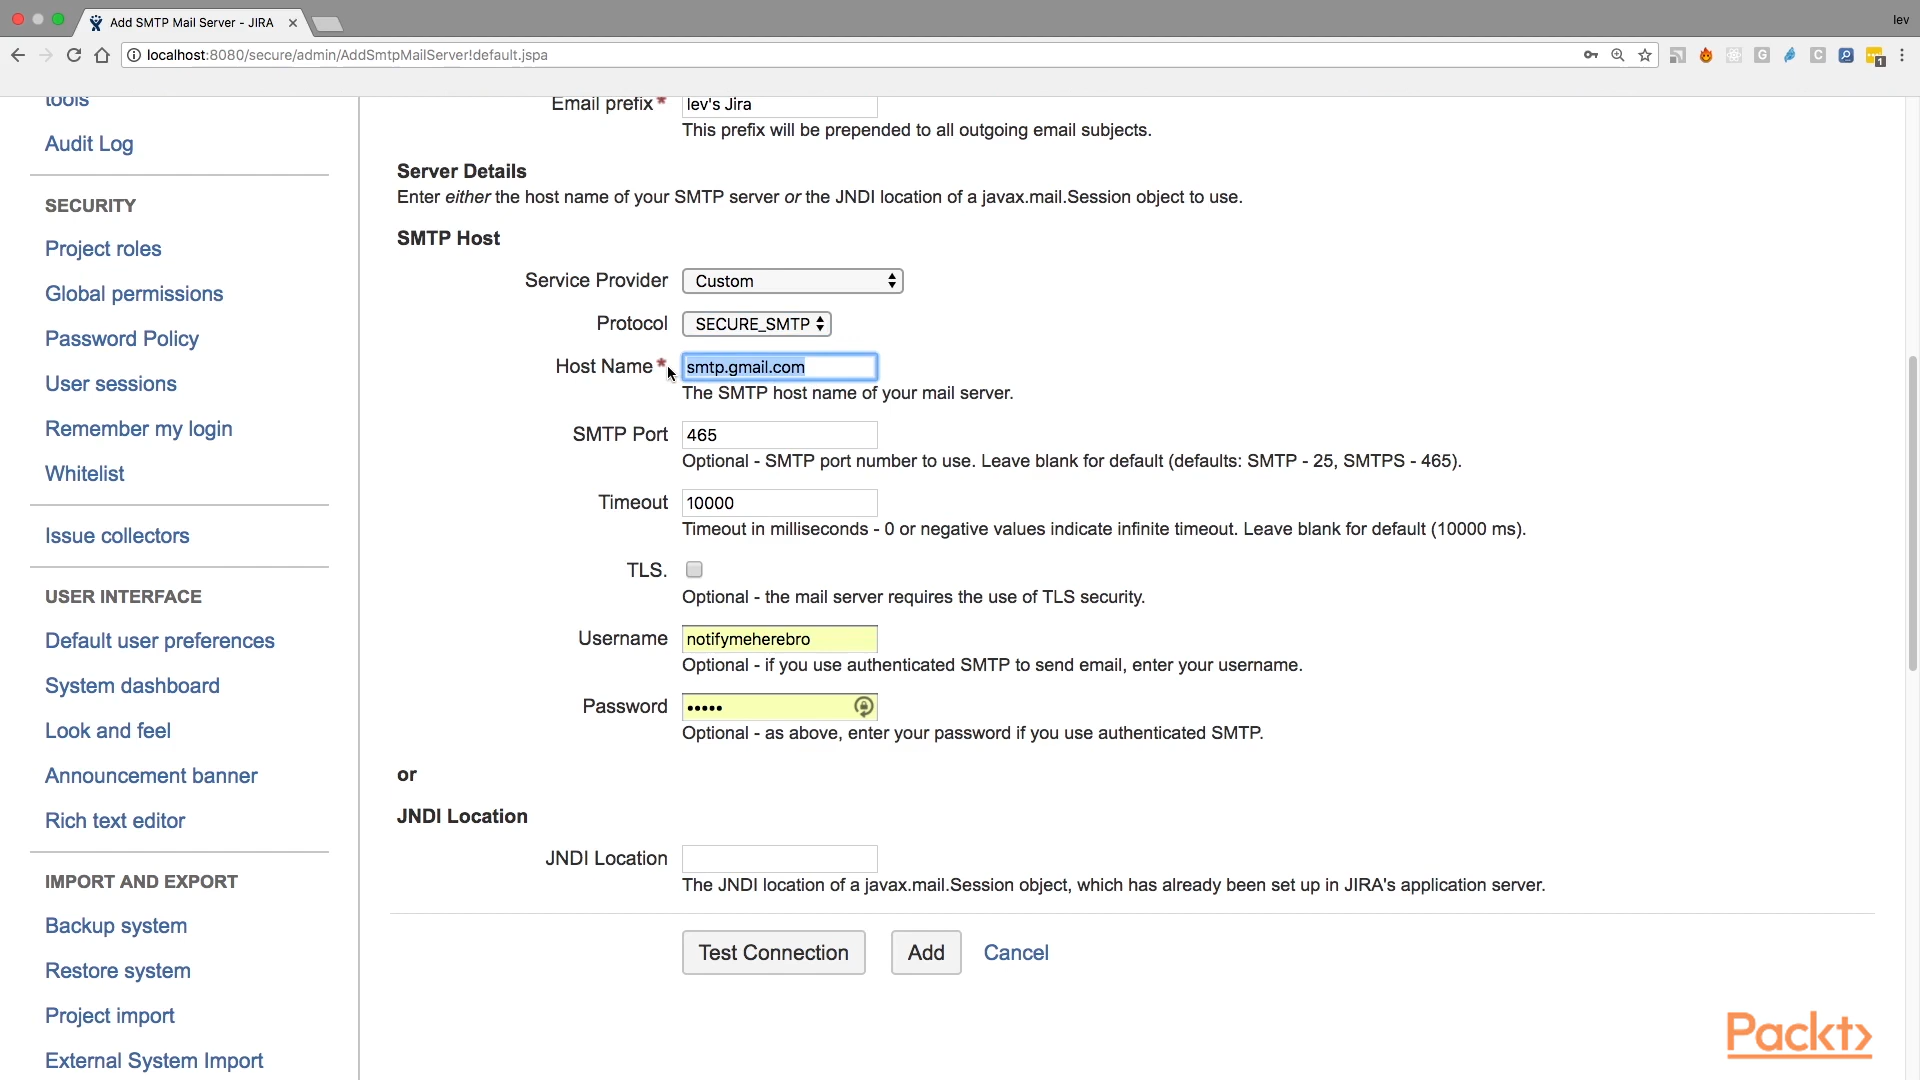 Add SMTP Mail Server - JIRA
lev
localhost:8080/secure/admin/AddSmtpMailServer!default.jspa
tools
Audit Log
SECURITY
Project roles
Global permissions
Password Policy
User sessions
Remember my login
Whitelist
Issue collectors
USER INTERFACE
Default user preferences
System dashboard
Look and feel
Announcement banner
Rich text editor
IMPORT AND EXPORT
Backup system
Restore system
Project import
External System Import
Email prefix* lev's Jira
This prefix will be prepended to all outgoing email subjects.
Server Details
Enter either the host name of your SMTP server or the JNDI location of a javax.mail.Session object to use.
SMTP Host
Service Provider Custom
Protocol SECURE_SMTP
Host Name* smtp.gmail.com
The SMTP host name of your mail server.
SMTP Port 465
Optional - SMTP port number to use. Leave blank for default (defaults: SMTP - 25, SMTPS - 465).
Timeout 10000
Timeout in milliseconds - 0 or negative values indicate infinite timeout. Leave blank for default (10000 ms).
TLS.
Optional - the mail server requires the use of TLS security.
Username notifymeherebro
Optional - if you use authenticated SMTP to send email, enter your username.
Password •••••
Optional - as above, enter your password if you use authenticated SMTP.
or
JNDI Location
JNDI Location
The JNDI location of a javax.mail.Session object, which has already been set up in JIRA's application server.
Test Connection Add Cancel
Packt>